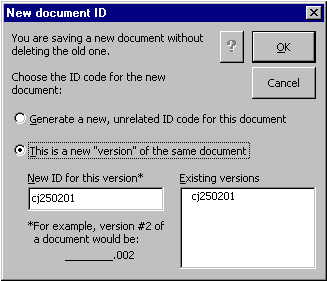 New document ID
You are saving a new document without
deleting the old one.
?
OK
Choose the ID code for the new
document:
Cancel
Generate a new, unrelated ID code for this document
This is a new "version" of the same document
New ID for this version*
Existing versions
cj250201
cj250201
*For example, version #2 of
a document would be:
________.002